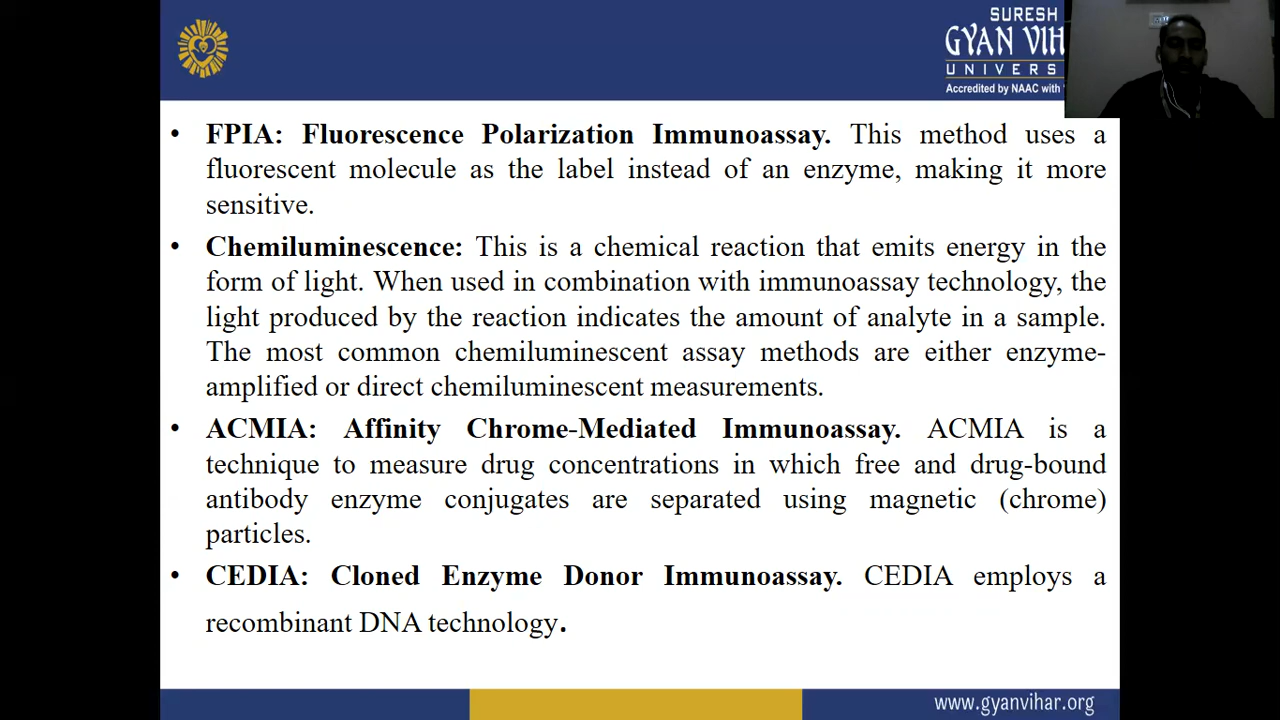 SURESH
GYAN VIH
UNIVERS
Accredited by NAAC with
• FPIA: Fluorescence Polarization Immunoassay. This method uses a
fluorescent molecule as the label instead of an enzyme, making it more
sensitive.
• Chemiluminescence: This is a chemical reaction that emits energy in the
form of light. When used in combination with immunoassay technology, the
light produced by the reaction indicates the amount of analyte in a sample.
The most common chemiluminescent assay methods are either enzyme-
amplified or direct chemiluminescent measurements.
• ACMIA: Affinity Chrome-Mediated Immunoassay. ACMIA is a
technique to measure drug concentrations in which free and drug-bound
antibody enzyme conjugates are separated using magnetic (chrome)
particles.
• CEDIA: Cloned Enzyme Donor Immunoassay. CEDIA employs a
recombinant DNA technology.
www.gyanvihar.org